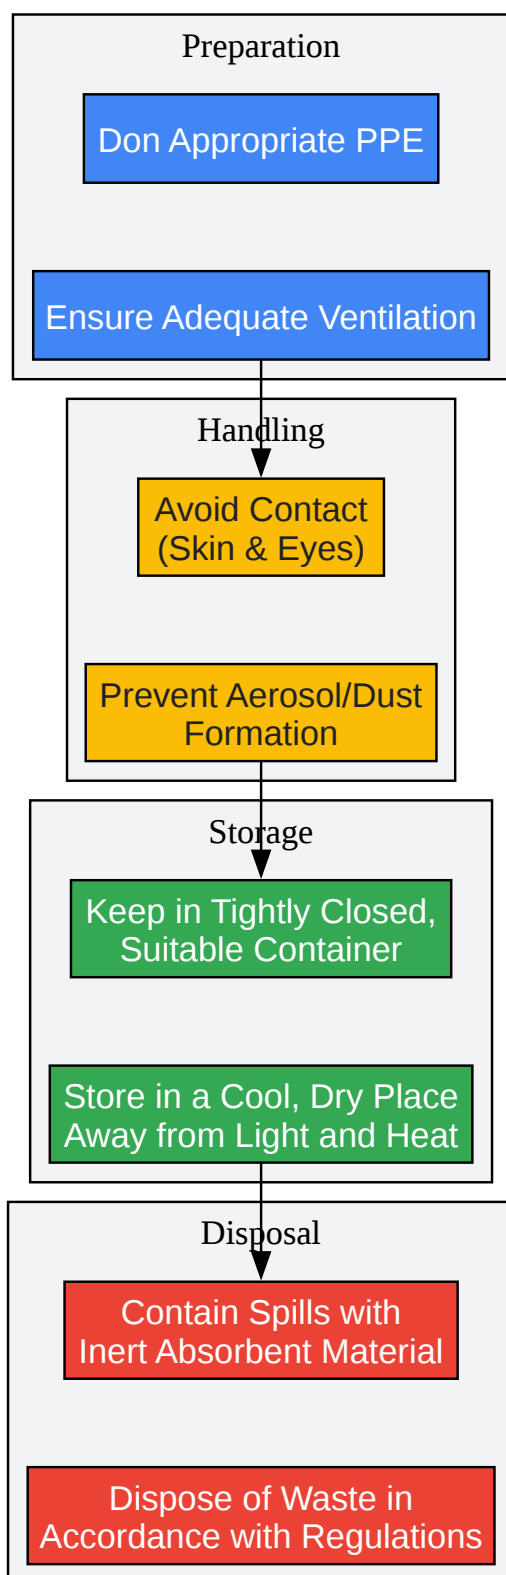 Preparation
Don Appropriate PPE
Ensure Adequate Ventilation
Handling
Avoid Contact
(Skin & Eyes)
Prevent Aerosol/Dust
Formation
Storage
Keep in Tightly Closed,
Suitable Container
Store in a Cool, Dry Place
Away from Light and Heat
Disposal
Contain Spills with
Inert Absorbent Material
Dispose of Waste in
Accordance with Regulations